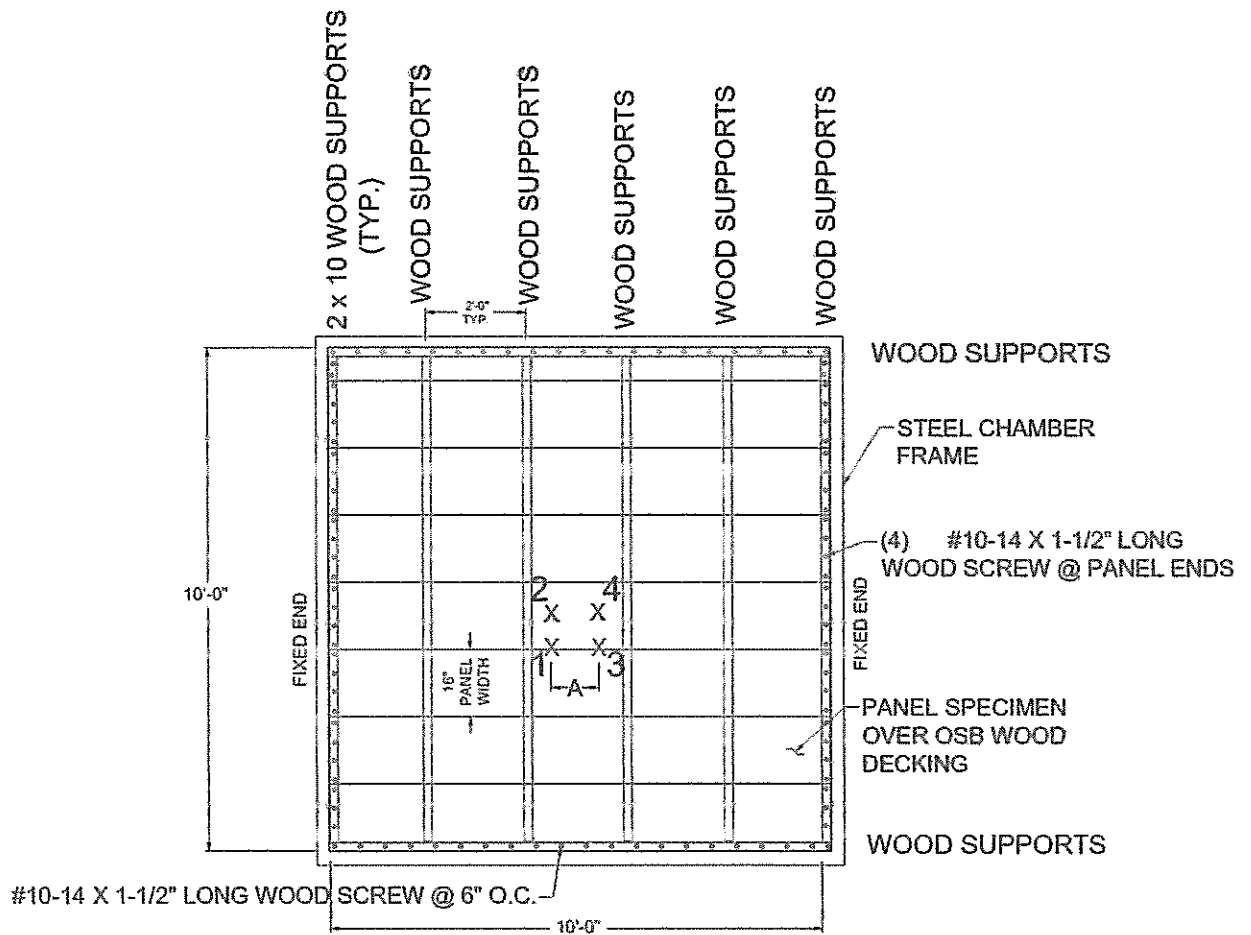 2 x 10 WOOD SUPPORTS
(TYP.)
WOOD SUPPORTS
WOOD SUPPORTS
WOOD SUPPORTS
WOOD SUPPORTS
WOOD SUPPORTS
2'-0"
TYP.
WOOD SUPPORTS
STEEL CHAMBER
FRAME
(4) #10-14 X 1-1/2" LONG
WOOD SCREW @ PANEL ENDS
10'-0"
FIXED END
FIXED END
2 X X 4
1 X X 3
A
16"
PANEL
WIDTH
PANEL SPECIMEN
OVER OSB WOOD
DECKING
WOOD SUPPORTS
#10-14 X 1-1/2" LONG WOOD SCREW @ 6" O.C.
10'-0"